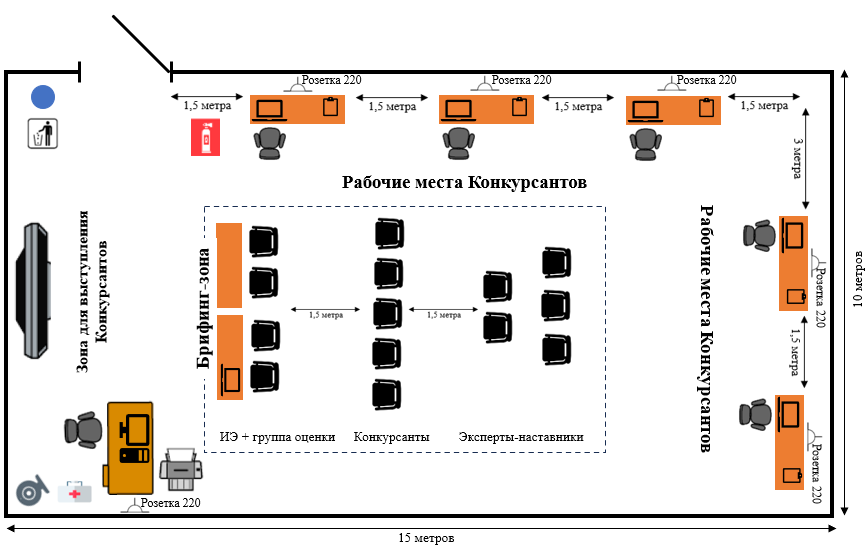 Розетка 220
Розетка 220
Розетка 220
1,5 метра
1,5 метра
1,5 метра
1,5 метра
3 метра
Рабочие места Конкурсантов
Зона для выступления
Конкурсантов
Брифинг-зона
1,5 метра
1,5 метра
Рабочие места Конкурсантов
Розетка 220
1,5 метра
10 метров
ИЭ + группа оценки
Конкурсанты
Эксперты-наставники
Розетка 220
Розетка 220
15 метров